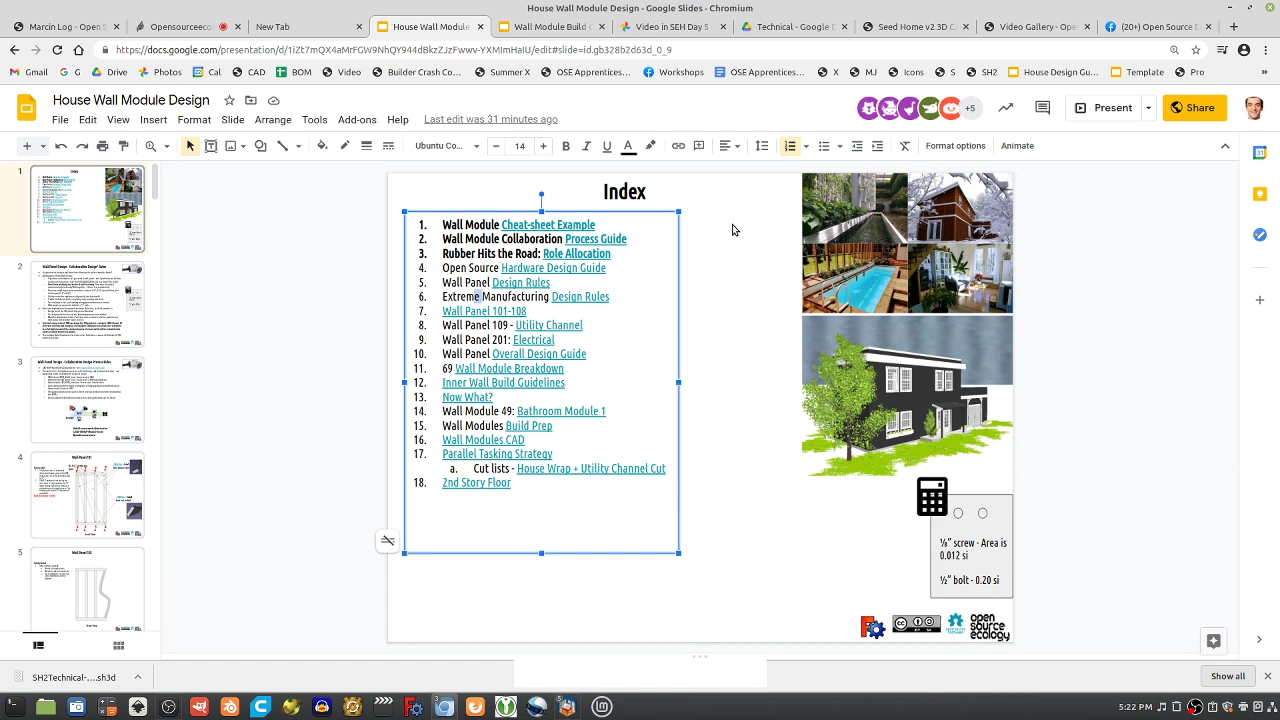 House Wall Module Design - Google Slides - Chromium
Marcin Log - Open S
Opensourceec
New Tab
House Wall Module
Wall Module Build C
Video in SEH Day 5
Technical - Google D
Seed Home v2 3D C
Video Gallery - Open
(20+) Open Source E
https://docs.google.com/presentation/d/1iZt7mQX4aMrFGW9NhQY944dBkzZJzFwwv-YXMImHaIU/edit#slide=id.gb328b2d63d_0_9
Gmail
G
Drive
Photos
Cal
CAD
BOM
Video
Builder Crash Co...
Summer X
OSE Apprentices...
Workshops
OSE Apprentices...
X
MJ
Icons
S
SH2
House Design Gu...
Template
Pro
»
House Wall Module Design
+5
Present
Share
File Edit View Insert
Arrange Tools Add-ons Help Last edit was 31 minutes ago
Ubuntu Co...
14
B I U A
Format options
Animate
Index
1. Wall Module Cheat-sheet Example
2. Wall Module Collaboration Process Guide
3. Rubber Hits the Road: Role Allocation
4. Open Source Hardware Design Guide
5. Wall Panel Design Rules
6. Extreme Manufacturing Design Rules
7. Wall Panel 101-108
8. Wall Panel 109 - Utility Channel
9. Wall Panel 201: Electrical
10. Wall Panel General Design Guide
11. 69 Wall Module Breakdown
12. Inner Wall Build Guidelines
13. Now What?
14. Wall Module 49: Bathroom Module 1
15. Wall Modules Build Prep
16. Wall Modules CAD
17. Parallel Tasking Strategy
a. Cut lists - House Wrap + Utility Channel Cut
18. 2nd Story Floor
⅛" screw - Area is
0.012 si
½" bolt - 0.20 si
open
source
ecology
1
2
3
4
5
SH2Technical-....sh3d
Show all
5:22 PM